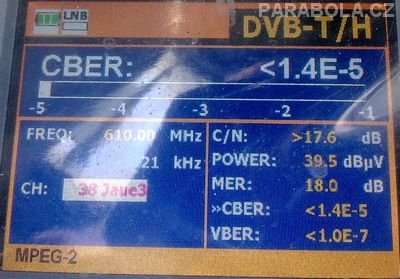 PARABOLA.CZ
LNB
DVB-T/H
CBER: <1.4E-5
-5 -4 -3 -2 -1
FREQ: 610.00 MHz
21 kHz
CH: 38 Jaue3
C/N: >17.6 dB
POWER: 39.5 dBµV
MER: 18.0 dB
»CBER: <1.4E-5
VBER: <1.0E-7
MPEG-2